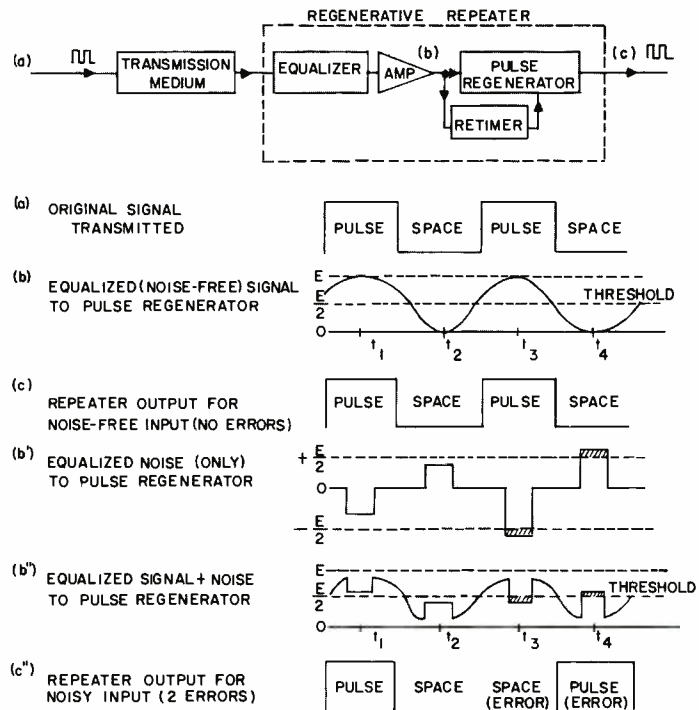 REGENERATIVE REPEATER
(a)
TRANSMISSION
MEDIUM
EQUALIZER
AMP
(b)
PULSE
REGENERATOR
(c)
RETIMER
(a) ORIGINAL SIGNAL
TRANSMITTED
PULSE SPACE PULSE SPACE
(b) EQUALIZED (NOISE-FREE) SIGNAL
TO PULSE REGENERATOR
E
E/2
THRESHOLD
0
t1 t2 t3 t4
(c)
REPEATER OUTPUT FOR
NOISE-FREE INPUT (NO ERRORS)
PULSE SPACE PULSE SPACE
(b') EQUALIZED NOISE (ONLY)
TO PULSE REGENERATOR
+ E/2
0
- E/2
(b") EQUALIZED SIGNAL + NOISE
TO PULSE REGENERATOR
E
E/2
THRESHOLD
0
t1 t2 t3 t4
(c") REPEATER OUTPUT FOR
NOISY INPUT (2 ERRORS)
PULSE SPACE SPACE PULSE
(ERROR) (ERROR)